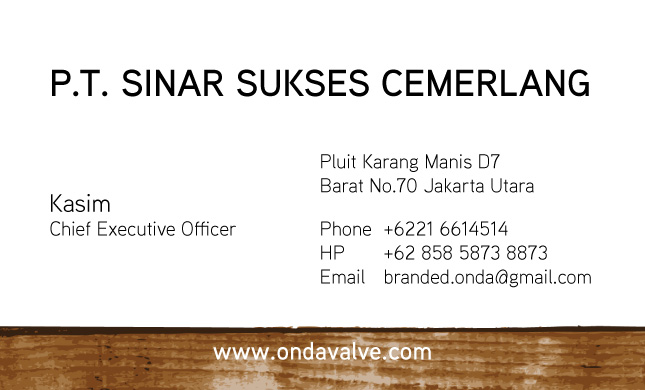 P.T. SINAR SUKSES CEMERLANG
Kasim
Chief Executive Officer
Pluit Karang Manis D7
Barat No.70 Jakarta Utara
Phone +6221 6614514
HP +62 858 5873 8873
Email branded.onda@gmail.com
www.ondavalve.com